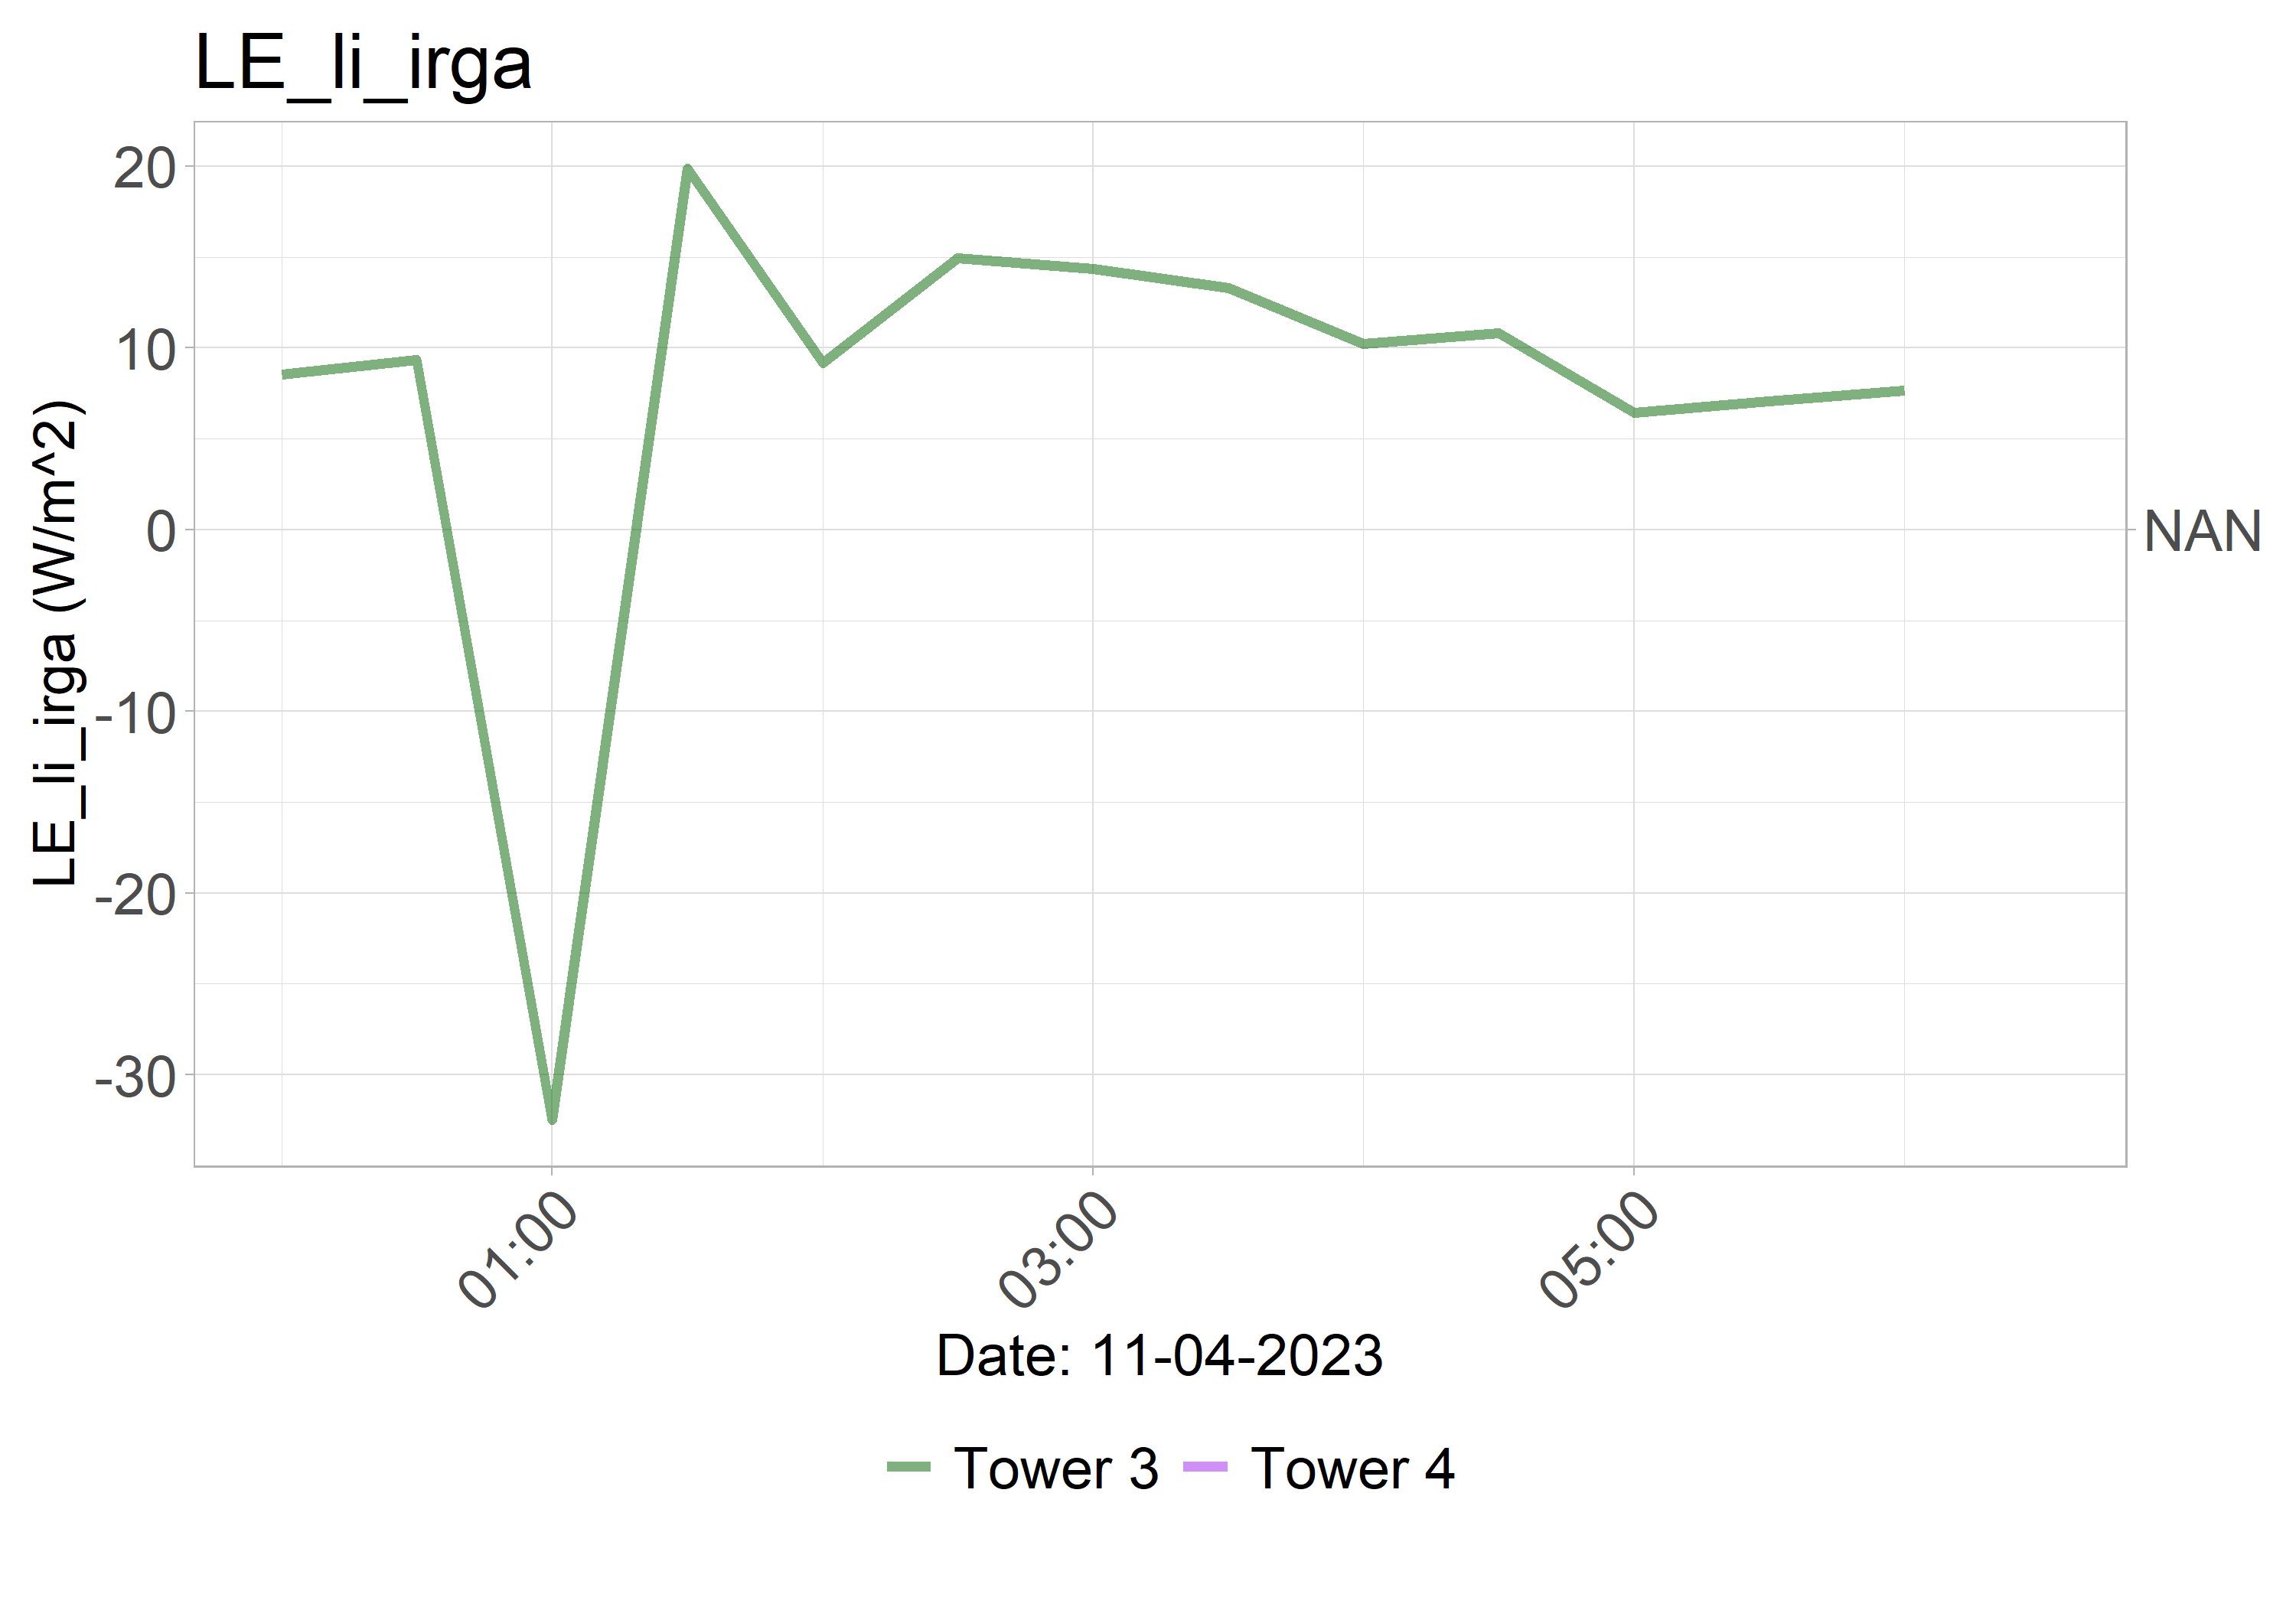 LE_li_irga
LE_li_irga (W/m^2)
20
10
0
-10
-20
-30
NAN
01:00
03:00
05:00
Date: 11-04-2023
Tower 3
Tower 4